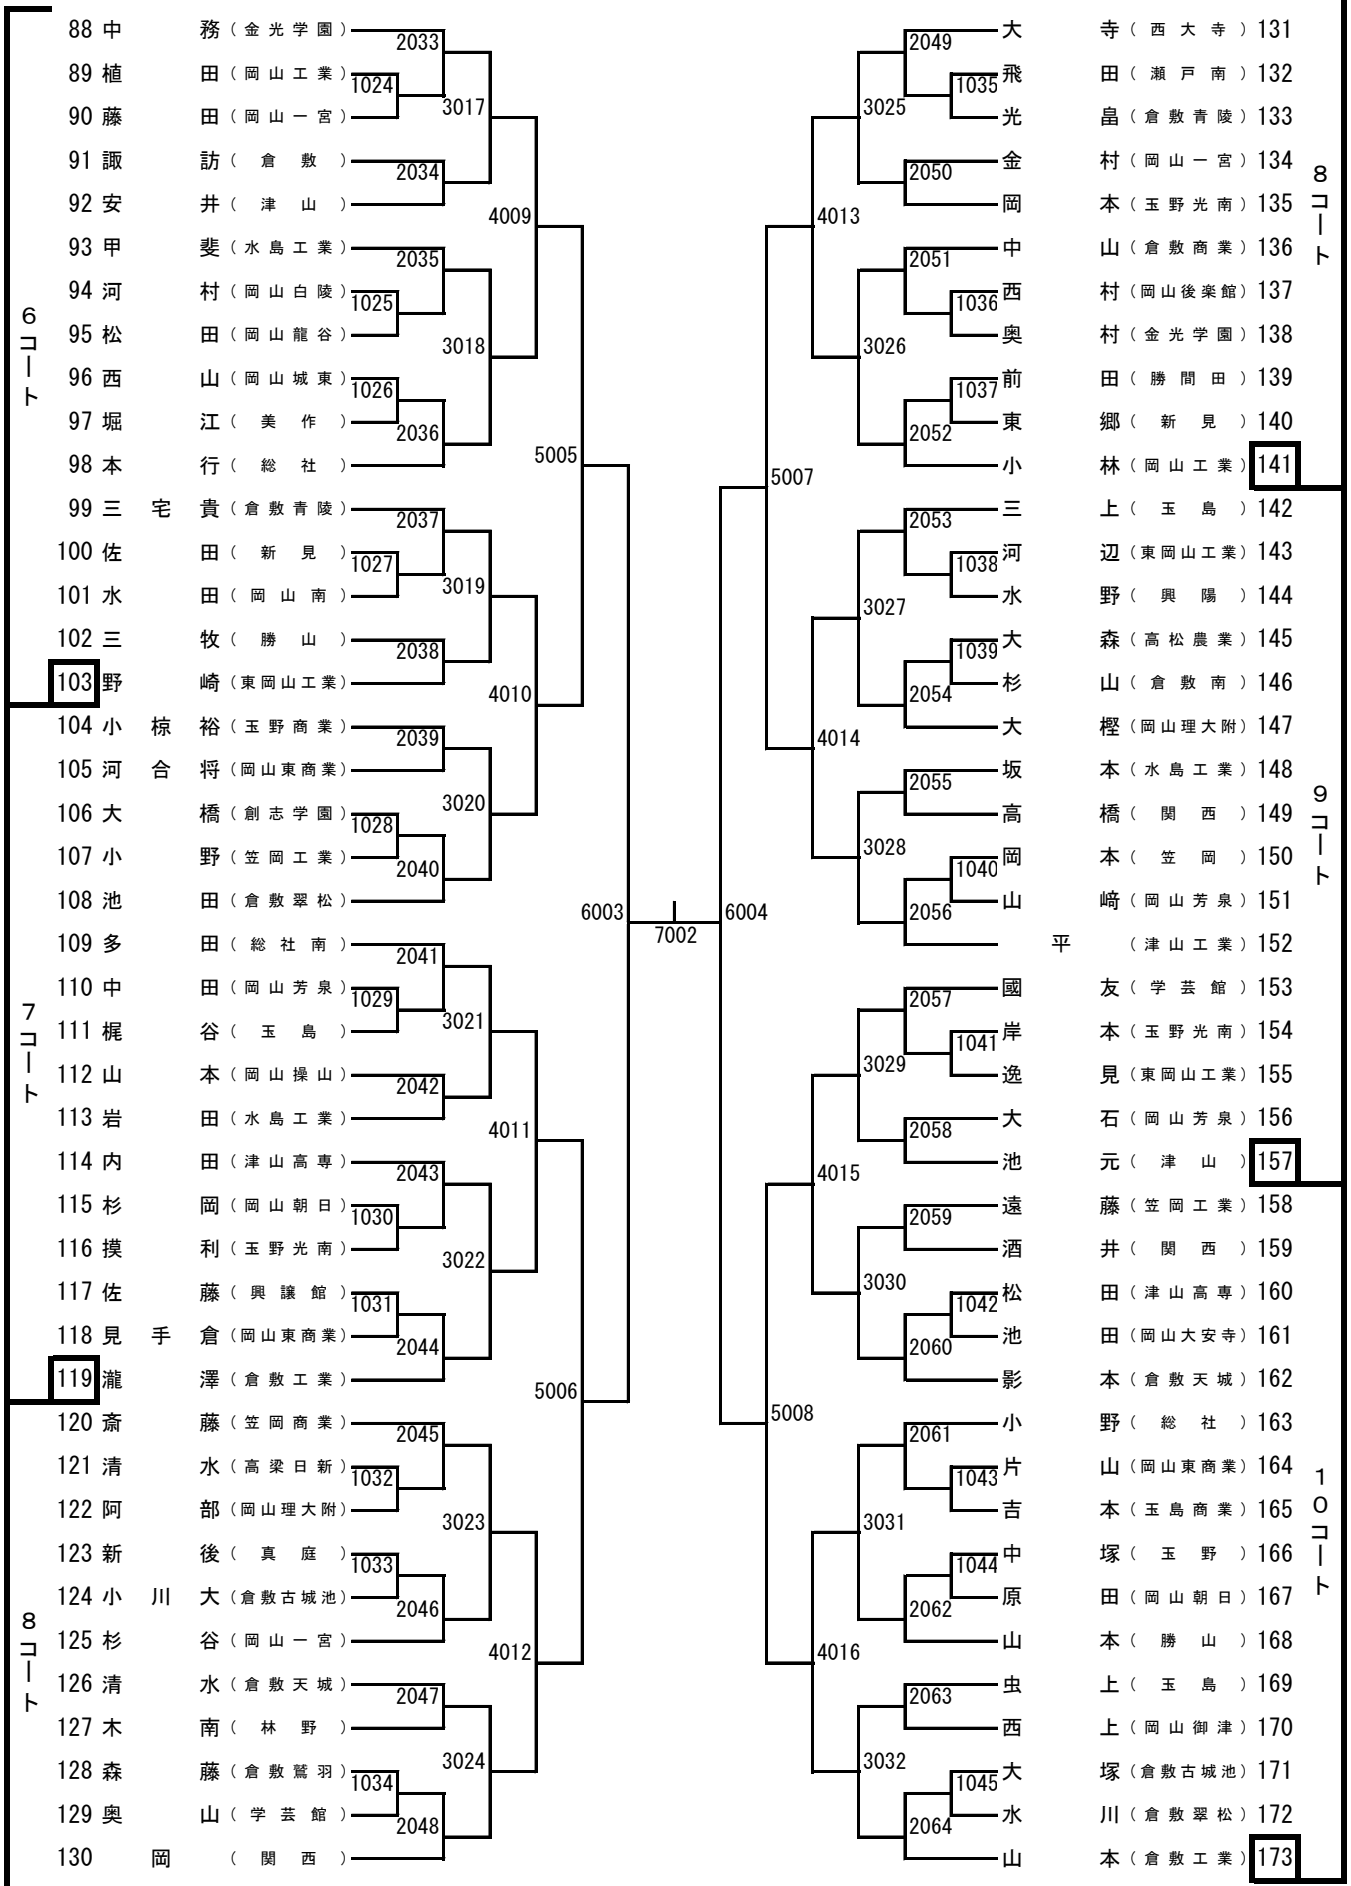 88 中務 (金光学園)
89 植田 (岡山工業)
90 藤田 (岡山一宮)
91 諏訪 (倉敷)
92 安井 (津山)
93 甲斐 (水島工業)
94 河村 (岡山白陵)
95 松田 (岡山龍谷)
96 西山 (岡山城東)
97 堀江 (美作)
98 本行 (総社)
99 三宅貴 (倉敷青陵)
100 佐田 (新見)
101 水田 (岡山南)
102 三牧 (勝山)
103 野崎 (東岡山工業)
104 小椋裕 (玉野商業)
105 河合将 (岡山東商業)
106 大橋 (創志学園)
107 小野 (笠岡工業)
108 池田 (倉敷翠松)
109 多田 (総社南)
110 中田 (岡山芳泉)
111 梶谷 (玉島)
112 山本 (岡山操山)
113 岩田 (水島工業)
114 内田 (津山高専)
115 杉岡 (岡山朝日)
116 摸利 (玉野光南)
117 佐藤 (興譲館)
118 見手倉 (岡山東商業)
119 瀧澤 (倉敷工業)
120 斎藤 (笠岡商業)
121 清水 (高梁日新)
122 阿部 (岡山理大附)
123 新後 (真庭)
124 小川大 (倉敷古城池)
125 杉谷 (岡山一宮)
126 清水 (倉敷天城)
127 木南 (林野)
128 森藤 (倉敷鷲羽)
129 奥山 (学芸館)
130 岡 (関西)
6コート
7コート
8コート
1024
1025
1026
1027
1028
1029
1030
1031
1032
1033
1034
2033
2034
2035
2036
2037
2038
2039
2040
2041
2042
2043
2044
2045
2046
2047
2048
3017
3018
3019
3020
3021
3022
3023
3024
4009
4010
4011
4012
5005
5006
6003
7002
6004
5007
5008
4013
4014
4015
4016
3025
3026
3027
3028
3029
3030
3031
3032
2049
2050
2051
2052
2053
2054
2055
2056
2057
2058
2059
2060
2061
2062
2063
2064
1035
1036
1037
1038
1039
1040
1041
1042
1043
1044
1045
大寺 (西大寺) 131
飛田 (瀬戸南) 132
光畠 (倉敷青陵) 133
金村 (岡山一宮) 134
岡本 (玉野光南) 135
中山 (倉敷商業) 136
西村 (岡山後楽館) 137
奥村 (金光学園) 138
前田 (勝間田) 139
東郷 (新見) 140
小林 (岡山工業) 141
三上 (玉島) 142
河辺 (東岡山工業) 143
水野 (興陽) 144
大森 (高松農業) 145
杉山 (倉敷南) 146
大樫 (岡山理大附) 147
坂本 (水島工業) 148
高橋 (関西) 149
岡本 (笠岡) 150
山﨑 (岡山芳泉) 151
平 (津山工業) 152
國友 (学芸館) 153
岸本 (玉野光南) 154
逸見 (東岡山工業) 155
大石 (岡山芳泉) 156
池元 (津山) 157
遠藤 (笠岡工業) 158
酒井 (関西) 159
松田 (津山高専) 160
池田 (岡山大安寺) 161
影本 (倉敷天城) 162
小野 (総社) 163
片山 (岡山東商業) 164
吉本 (玉島商業) 165
中塚 (玉野) 166
原田 (岡山朝日) 167
山本 (勝山) 168
虫上 (玉島) 169
西上 (岡山御津) 170
大塚 (倉敷古城池) 171
水川 (倉敷翠松) 172
山本 (倉敷工業) 173
8コート
9コート
10コート